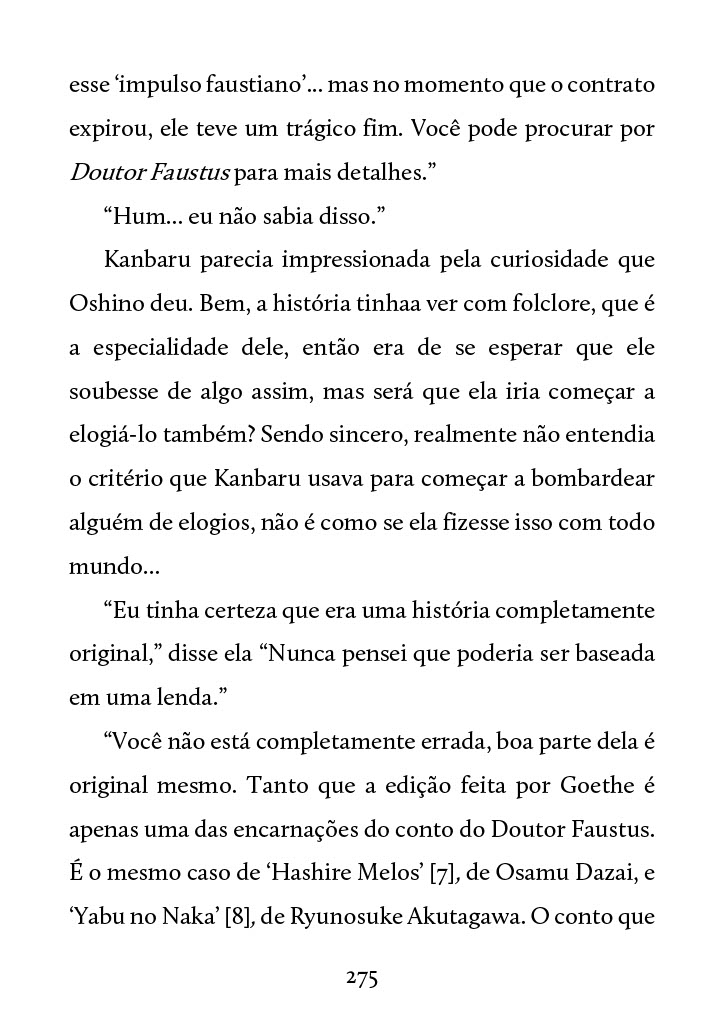 esse ‘impulso faustiano’... mas no momento que o contrato
expirou, ele teve um trágico fim. Você pode procurar por
Doutor Faustus para mais detalhes.”
“Hum... eu não sabia disso.”
Kanbaru parecia impressionada pela curiosidade que
Oshino deu. Bem, a história tinhaa ver com folclore, que é
a especialidade dele, então era de se esperar que ele
soubesse de algo assim, mas será que ela iria começar a
elogiá-lo também? Sendo sincero, realmente não entendia
o critério que Kanbaru usava para começar a bombardear
alguém de elogios, não é como se ela fizesse isso com todo
mundo...
“Eu tinha certeza que era uma história completamente
original,” disse ela “Nunca pensei que poderia ser baseada
em uma lenda.”
“Você não está completamente errada, boa parte dela é
original mesmo. Tanto que a edição feita por Goethe é
apenas uma das encarnações do conto do Doutor Faustus.
É o mesmo caso de ‘Hashire Melos’ [7], de Osamu Dazai, e
‘Yabu no Naka’ [8], de Ryunosuke Akutagawa. O conto que
275